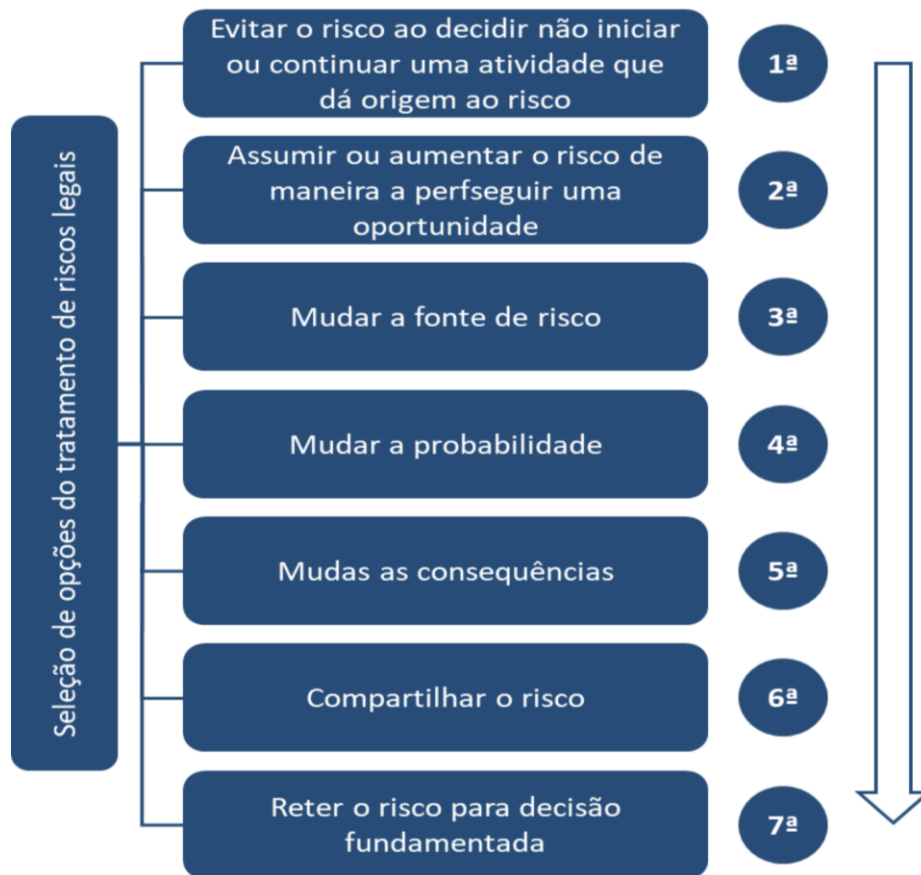 Seleção de opções do tratamento de riscos legais
Evitar o risco ao decidir não iniciar
ou continuar uma atividade que
dá origem ao risco
1ª
Assumir ou aumentar o risco de
maneira a perfseguir uma
oportunidade
2ª
Mudar a fonte de risco
3ª
Mudar a probabilidade
4ª
Mudas as consequências
5ª
Compartilhar o risco
6ª
Reter o risco para decisão
fundamentada
7ª